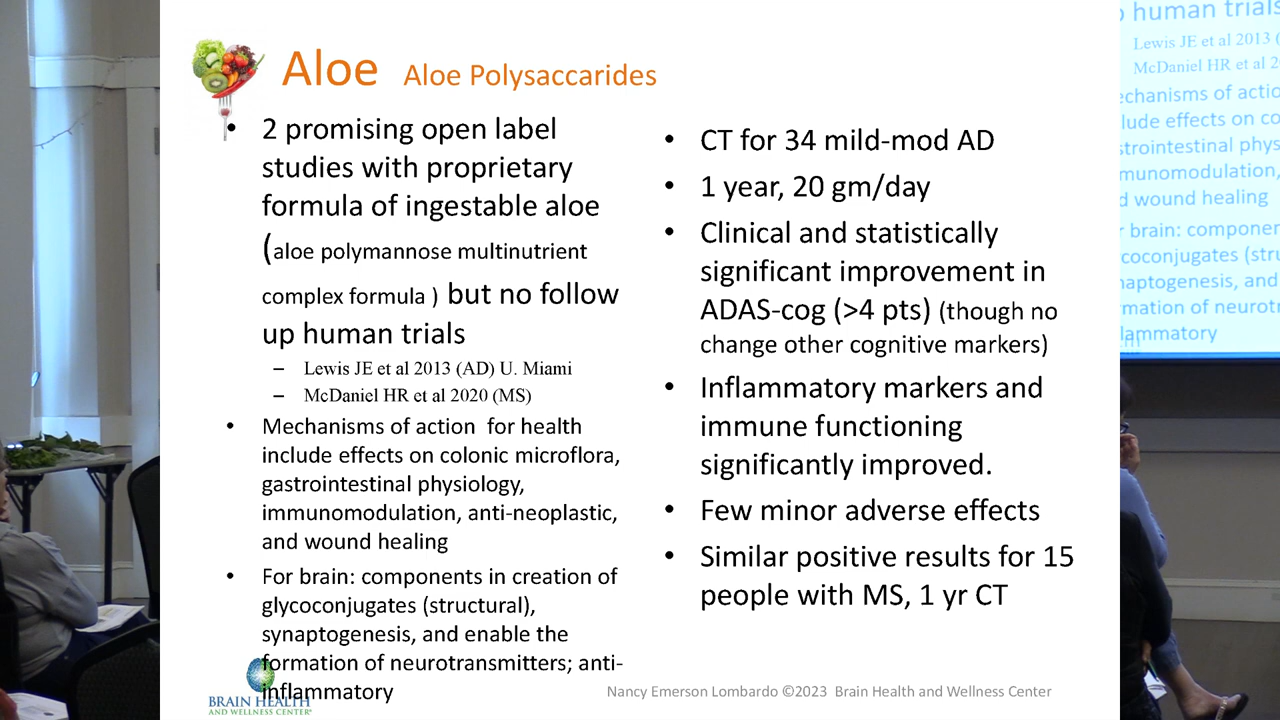 Aloe Aloe Polysaccarides
• 2 promising open label
studies with proprietary
formula of ingestable aloe
(aloe polymannose multinutrient
complex formula ) but no follow
up human trials
– Lewis JE et al 2013 (AD) U. Miami
– McDaniel HR et al 2020 (MS)
• Mechanisms of action for health
include effects on colonic microflora,
gastrointestinal physiology,
immunomodulation, anti-neoplastic,
and wound healing
• For brain: components in creation of
glycoconjugates (structural),
synaptogenesis, and enable the
formation of neurotransmitters; anti-
inflammatory
• CT for 34 mild-mod AD
• 1 year, 20 gm/day
• Clinical and statistically
significant improvement in
ADAS-cog (>4 pts) (though no
change other cognitive markers)
• Inflammatory markers and
immune functioning
significantly improved.
• Few minor adverse effects
• Similar positive results for 15
people with MS, 1 yr CT
BRAIN HEALTH
AND WELLNESS CENTER®
Nancy Emerson Lombardo ©2023 Brain Health and Wellness Center
human trials
Lewis JE et al 2013 (
McDaniel HR et al 2
echanisms of actio
lude effects on co
strointestinal phys
munomodulation,
d wound healing
r brain: componen
coconjugates (stru
naptogenesis, and
rmation of neurotr
lammatory